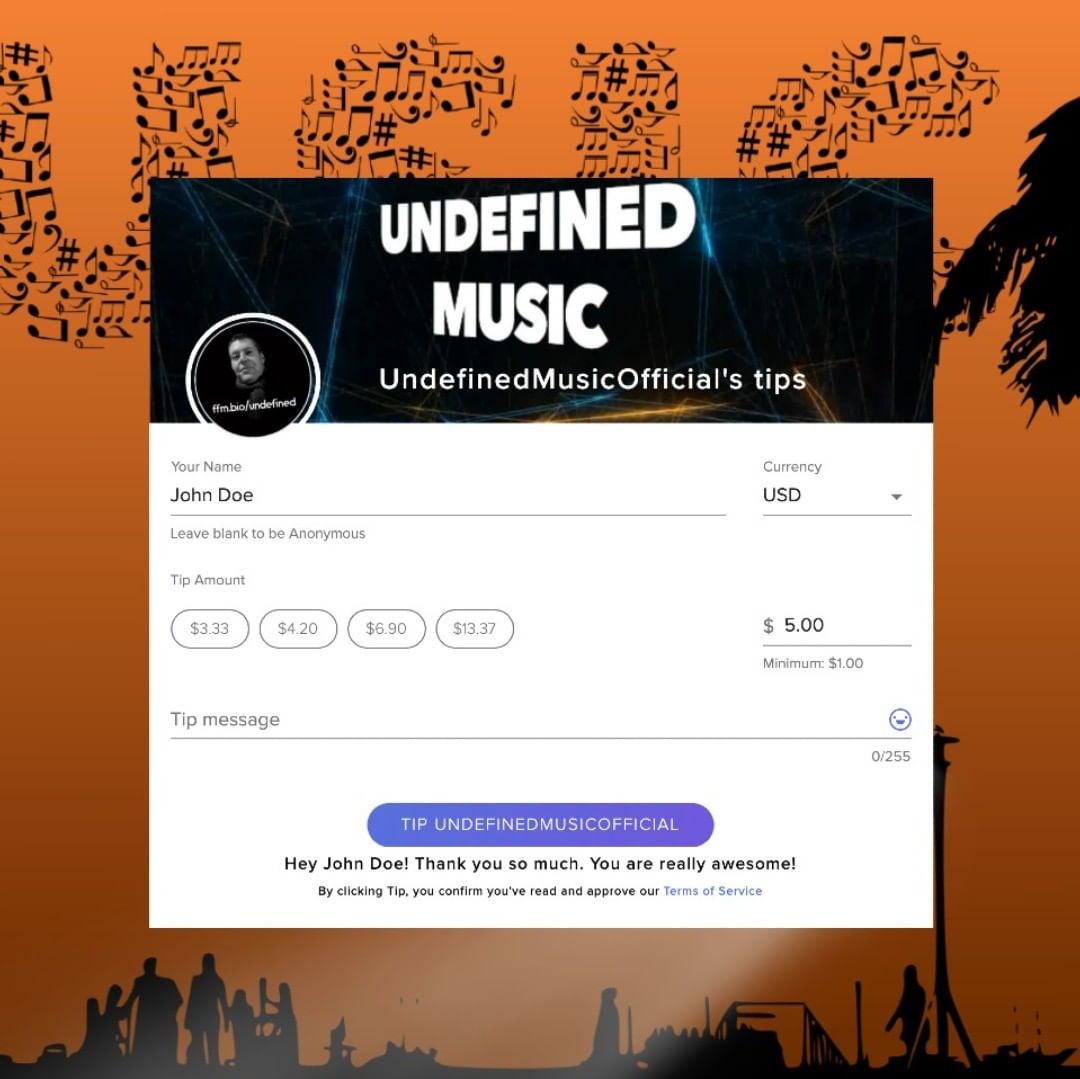 UNDEFINED
MUSIC
UndefinedMusicOfficial's tips
ffm.bio/undefined
Your Name
Currency
John Doe
USD
Leave blank to be Anonymous
Tip Amount
$3.33
$4.20
$6.90
$13.37
$ 5.00
Minimum: $1.00
Tip message
0/255
TIP UNDEFINEDMUSICOFFICIAL
Hey John Doe! Thank you so much. You are really awesome!
By clicking Tip, you confirm you've read and approve our Terms of Service